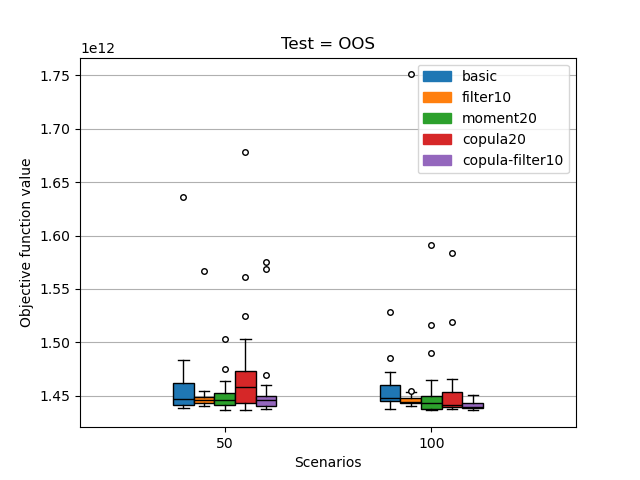 Test = OOS
1e12
1.75
1.70
1.65
1.60
1.55
1.50
1.45
Objective function value
basic
filter10
moment20
copula20
copula-filter10
50
100
Scenarios